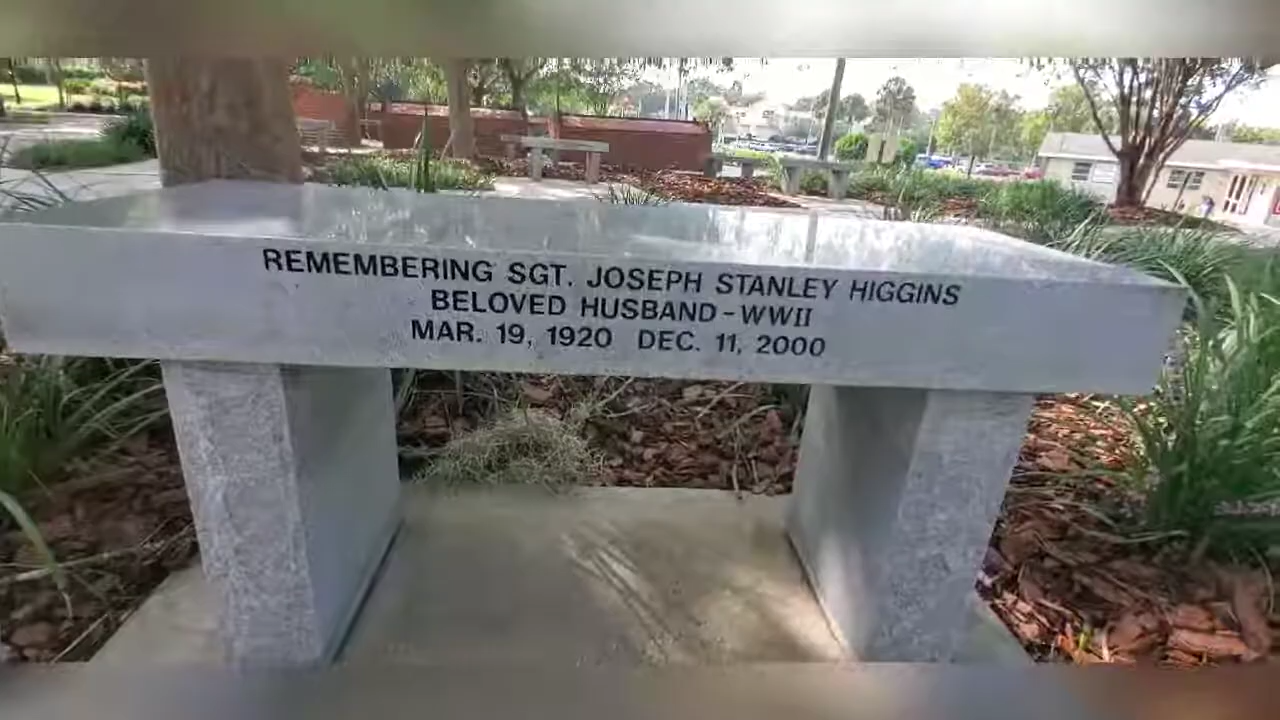 REMEMBERING SGT. JOSEPH STANLEY HIGGINS
BELOVED HUSBAND - WWII
MAR. 19, 1920 DEC. 11, 2000